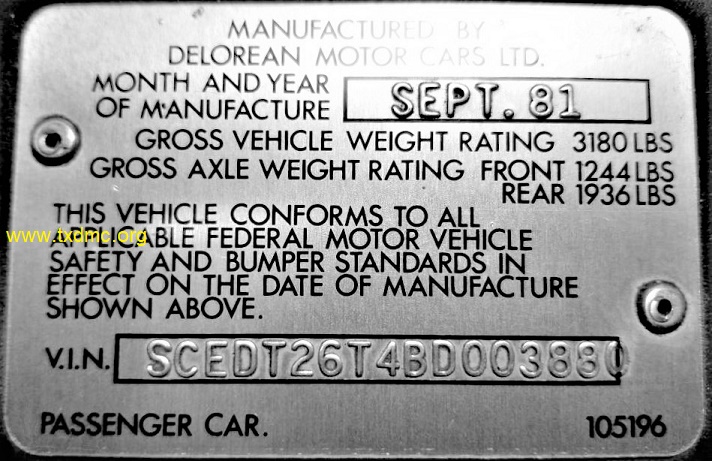 MANUFACTURED BY
DELOREAN MOTOR CARS LTD.
MONTH AND YEAR
OF MANUFACTURE SEPT. 81
GROSS VEHICLE WEIGHT RATING 3180 LBS
GROSS AXLE WEIGHT RATING FRONT 1244 LBS
REAR 1936 LBS
THIS VEHICLE CONFORMS TO ALL
www.txdmc.org
APPLICABLE FEDERAL MOTOR VEHICLE
SAFETY AND BUMPER STANDARDS IN
EFFECT ON THE DATE OF MANUFACTURE
SHOWN ABOVE.
V.I.N. SCEDT26T4BD003880
PASSENGER CAR. 105196